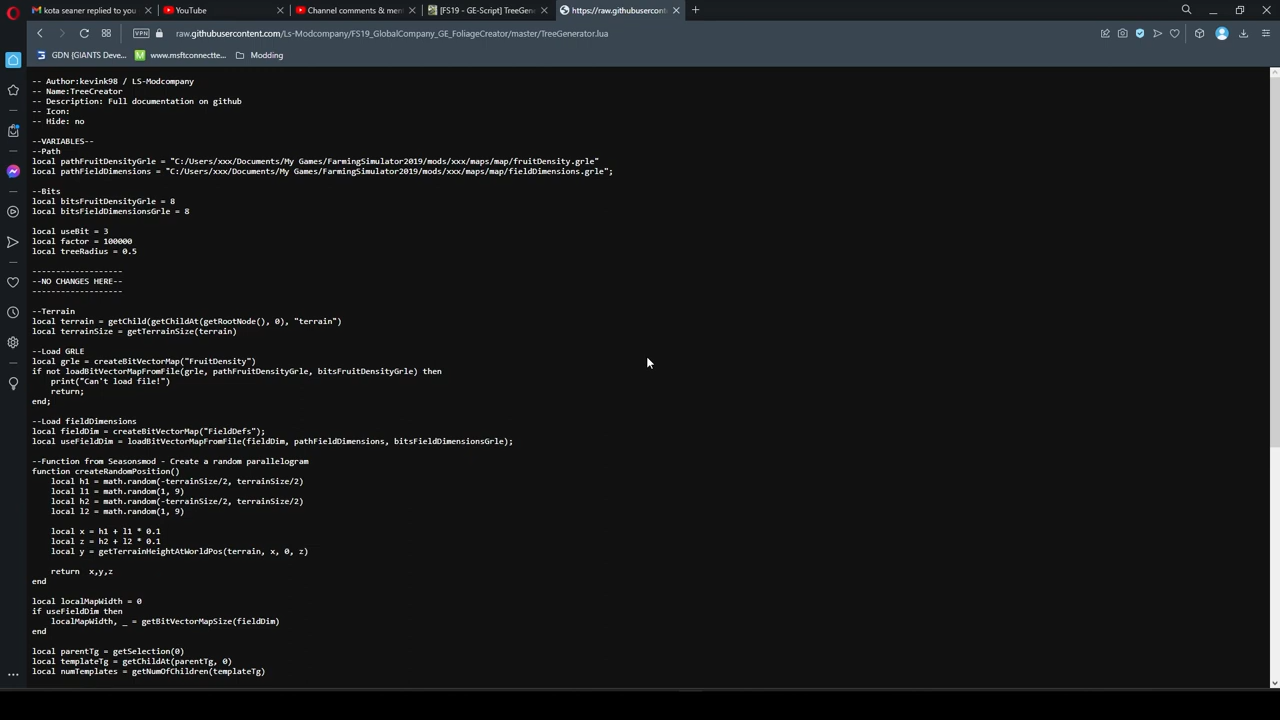 kota seaner replied to you
YouTube
Channel comments & men
[FS19 - GE-Script] TreeGene
https://raw.githubusercont
VPN
raw.githubusercontent.com/Ls-Modcompany/FS19_GlobalCompany_GE_FoliageCreator/master/TreeGenerator.lua
GDN {GIANTS Deve...
www.msftconnectte...
Modding
-- Author:kevink98 / LS-Modcompany
-- Name:TreeCreator
-- Description: Full documentation on github
-- Icon:
-- Hide: no
--VARIABLES--
--Path
local pathFruitDensityGrle = "C:/Users/xxx/Documents/My Games/FarmingSimulator2019/mods/xxx/maps/map/fruitDensity.grle"
local pathFieldDimensions = "C:/Users/xxx/Documents/My Games/FarmingSimulator2019/mods/xxx/maps/map/fieldDimensions.grle";
--Bits
local bitsFruitDensityGrle = 8
local bitsFieldDimensionsGrle = 8
local useBit = 3
local factor = 100000
local treeRadius = 0.5
-------------------
--NO CHANGES HERE--
-------------------
--Terrain
local terrain = getChild(getChildAt(getRootNode(), 0), "terrain")
local terrainSize = getTerrainSize(terrain)
--Load GRLE
local grle = createBitVectorMap("FruitDensity")
if not loadBitVectorMapFromFile(grle, pathFruitDensityGrle, bitsFruitDensityGrle) then
print("Can't load file!")
return;
end;
--Load fieldDimensions
local fieldDim = createBitVectorMap("FieldDefs");
local useFieldDim = loadBitVectorMapFromFile(fieldDim, pathFieldDimensions, bitsFieldDimensionsGrle);
--Function from Seasonsmod - Create a random parallelogram
function createRandomPosition()
local h1 = math.random(-terrainSize/2, terrainSize/2)
local l1 = math.random(1, 9)
local h2 = math.random(-terrainSize/2, terrainSize/2)
local l2 = math.random(1, 9)
local x = h1 + l1 * 0.1
local z = h2 + l2 * 0.1
local y = getTerrainHeightAtWorldPos(terrain, x, 0, z)
return  x,y,z
end
local localMapWidth = 0
if useFieldDim then
localMapWidth, _ = getBitVectorMapSize(fieldDim)
end
local parentTg = getSelection(0)
local templateTg = getChildAt(parentTg, 0)
local numTemplates = getNumOfChildren(templateTg)